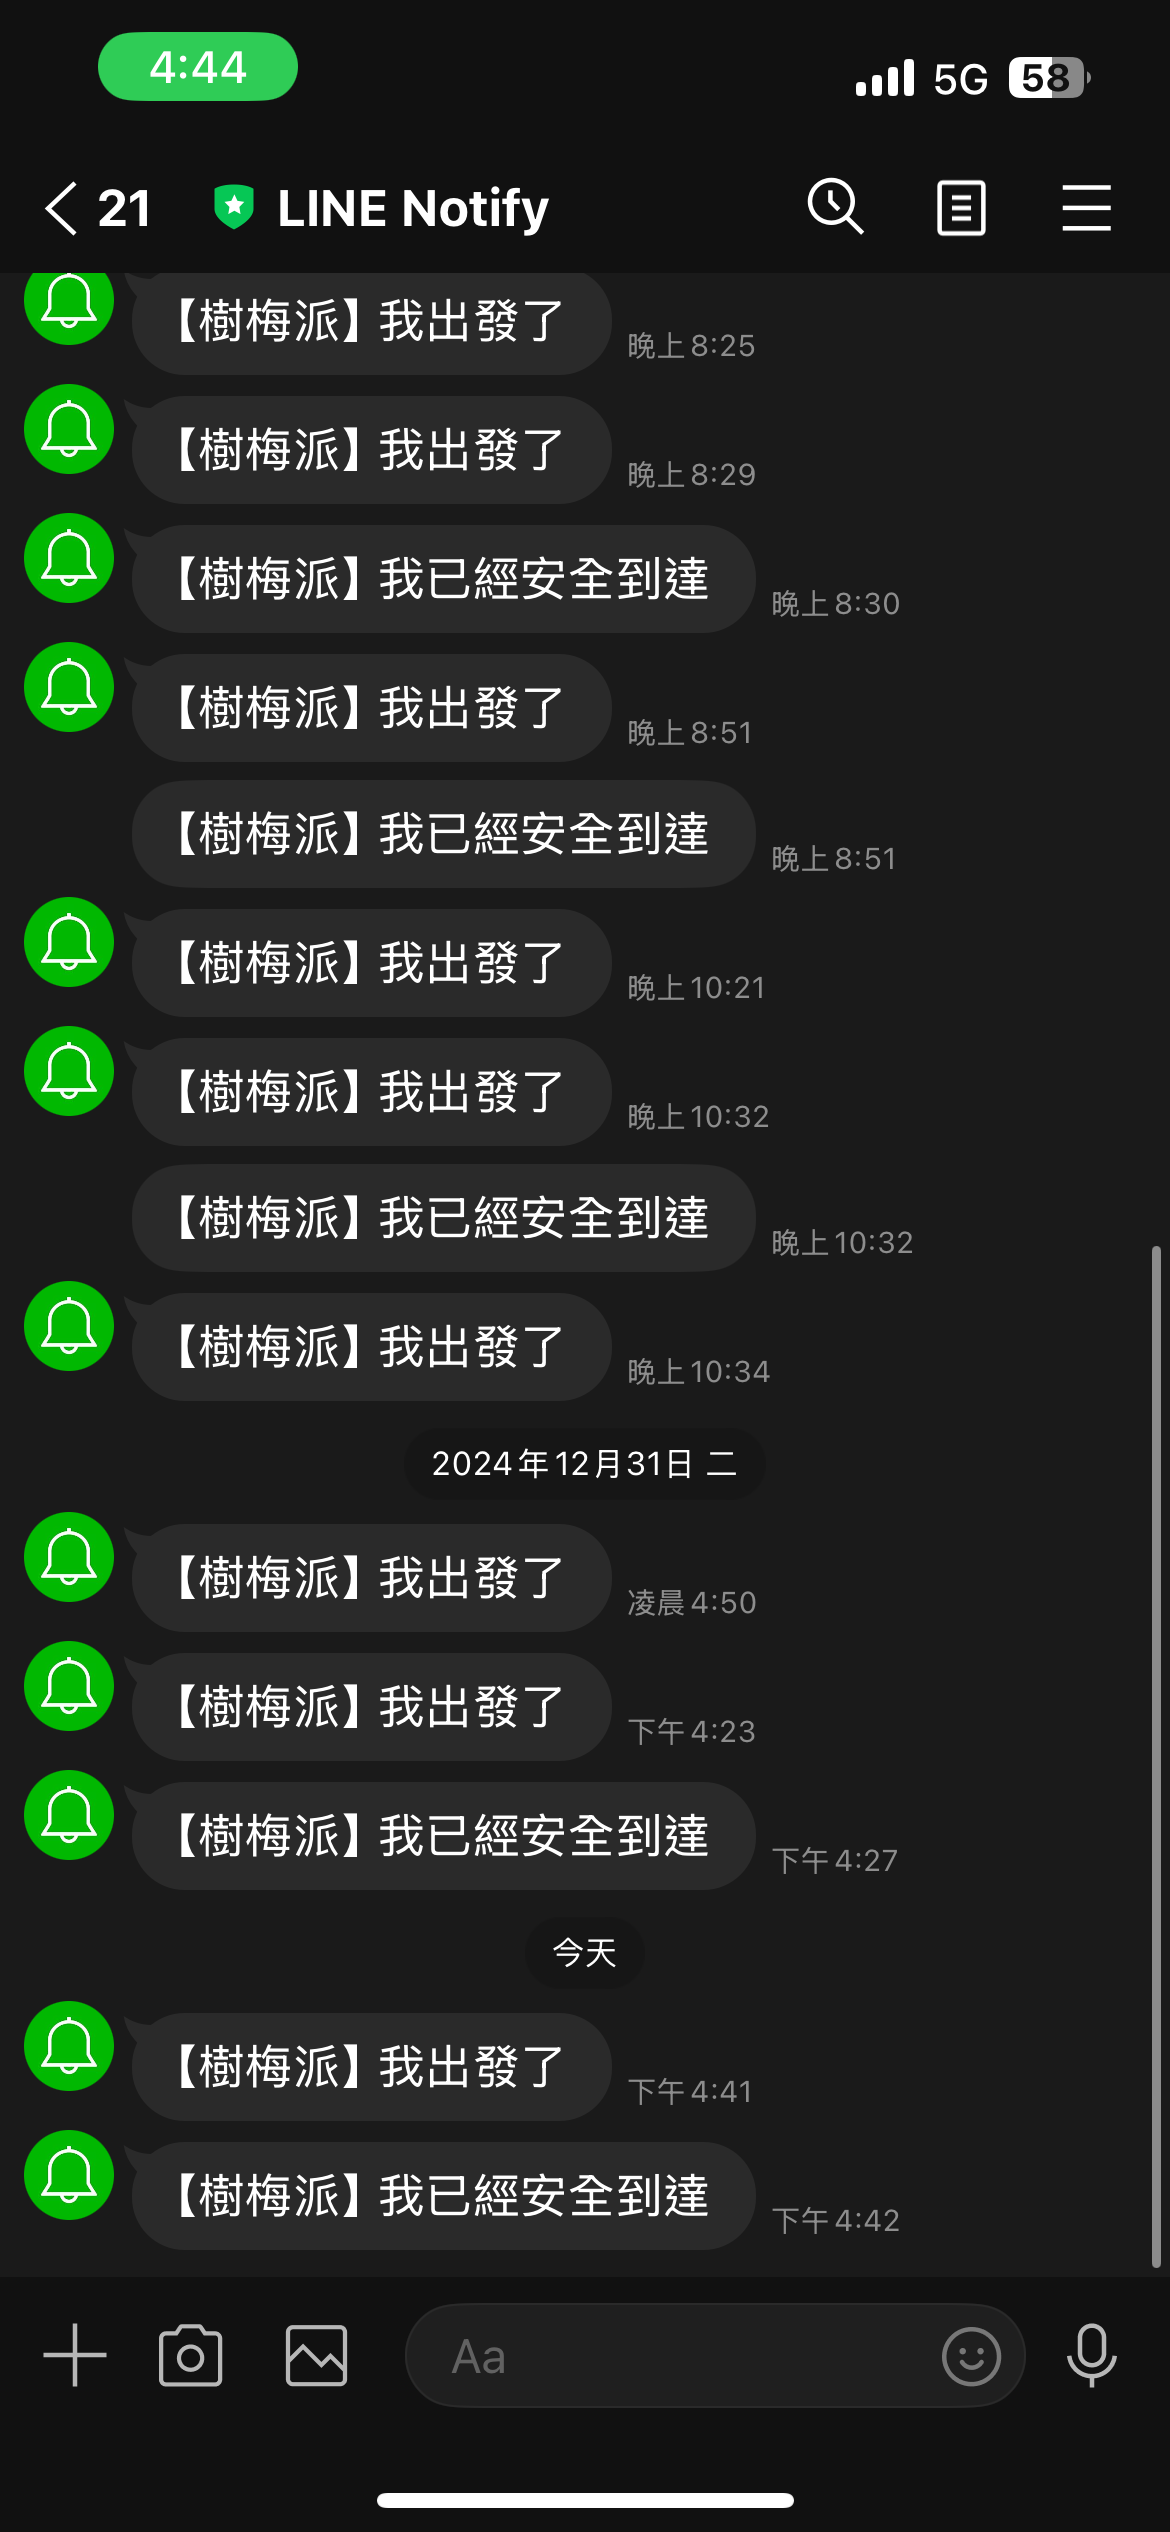 4:44
5G 58
21 LINE Notify
【樹梅派】我出發了 晚上8:25
【樹梅派】我出發了 晚上8:29
【樹梅派】我已經安全到達 晚上8:30
【樹梅派】我出發了 晚上8:51
【樹梅派】我已經安全到達 晚上8:51
【樹梅派】我出發了 晚上10:21
【樹梅派】我出發了 晚上10:32
【樹梅派】我已經安全到達 晚上10:32
【樹梅派】我出發了 晚上10:34
2024年12月31日 二
【樹梅派】我出發了 凌晨4:50
【樹梅派】我出發了 下午4:23
【樹梅派】我已經安全到達 下午4:27
今天
【樹梅派】我出發了 下午4:41
【樹梅派】我已經安全到達 下午4:42
Aa